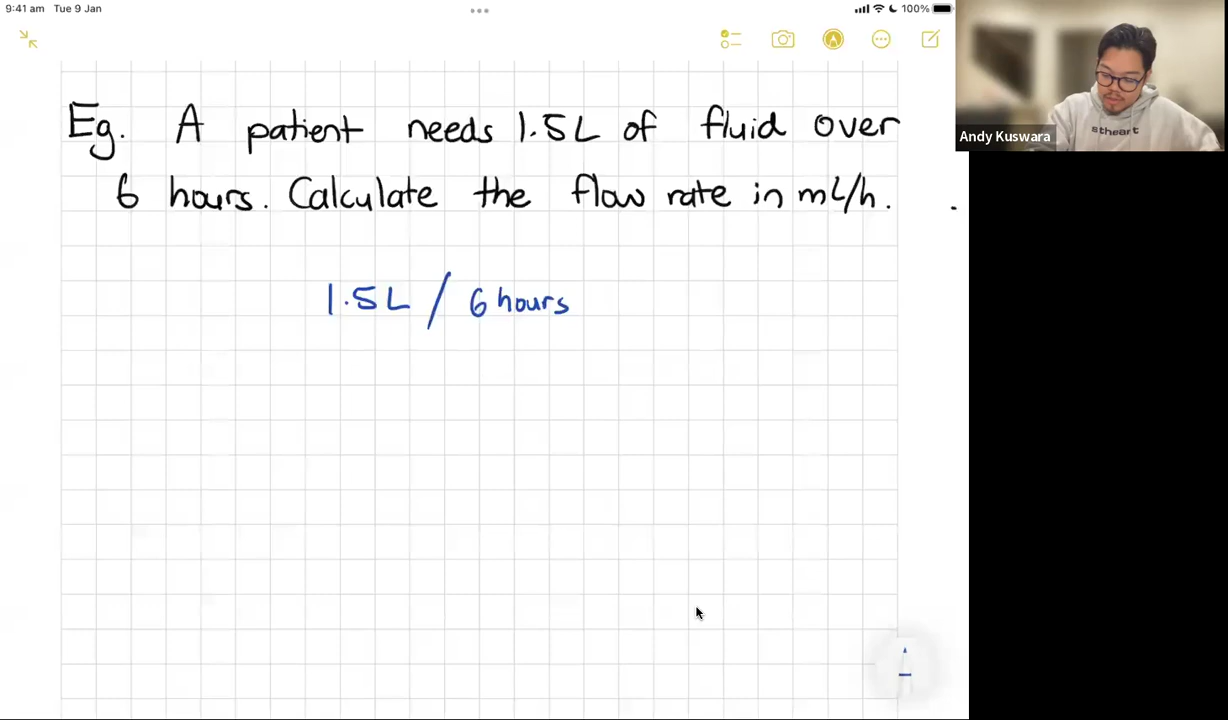 9:41 am Tue 9 Jan
100%
Eg. A patient needs 1.5L of fluid over
6 hours. Calculate the flow rate in mL/h.
1.5L / 6 hours
stheart
Andy Kuswara